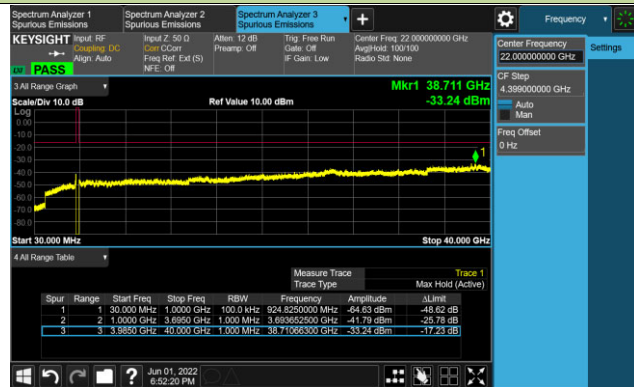 Spectrum Analyzer 1
Spurious Emissions
Spectrum Analyzer 2
Spurious Emissions
Spectrum Analyzer 3
Spurious Emissions
Frequency
KEYSIGHT
Input: RF
Coupling: DC
Align: Auto
Input Z: 50 Ω
Corr CCorr
Freq Ref: Ext (S)
NFE: Off
Atten: 12 dB
Preamp: Off
Trig: Free Run
Gate: Off
IF Gain: Low
Center Freq: 22.000000000 GHz
Avg|Hold: 100/100
Radio Std: None
PASS
Center Frequency
22.000000000 GHz
Settings
CF Step
4.399000000 GHz
Auto
Man
Freq Offset
0 Hz
3 All Range Graph
Mkr1 38.711 GHz
Scale/Div 10.0 dB
Ref Value 10.00 dBm
-33.24 dBm
Log
0.00
-10.0
-20.0
-30.0
-40.0
-50.0
-60.0
-70.0
-80.0
1
Start 30.000 MHz
Stop 40.000 GHz
4 All Range Table
Measure Trace Trace 1
Trace Type Max Hold (Active)
Spur Range Start Freq Stop Freq RBW Frequency Amplitude ΔLimit
1 1 30.000 MHz 1.0000 GHz 100.0 kHz 924.8250000 MHz -64.63 dBm -48.62 dB
2 2 1.0000 GHz 3.6950 GHz 1.000 MHz 3.693652500 GHz -41.79 dBm -25.78 dB
3 3 3.9850 GHz 40.000 GHz 1.000 MHz 38.71066300 GHz -33.24 dBm -17.23 dB
Jun 01, 2022
6:52:20 PM